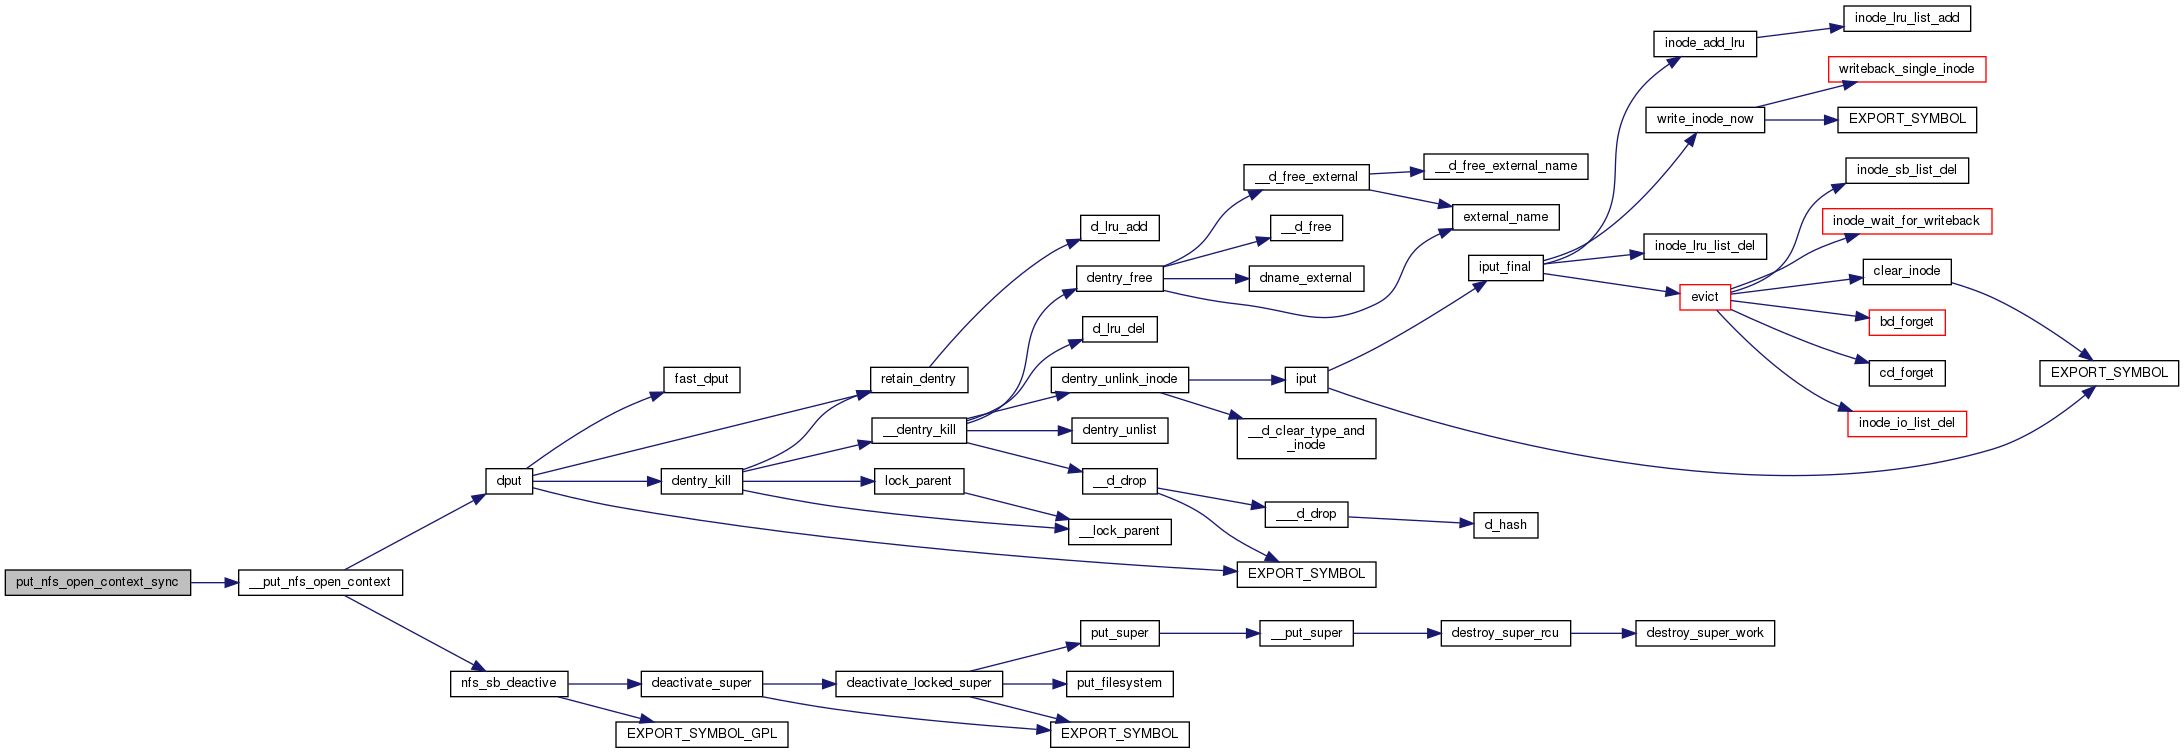 put_nfs_open_context_sync
__put_nfs_open_context
dput
nfs_sb_deactive
fast_dput
dentry_kill
deactivate_super
EXPORT_SYMBOL_GPL
retain_dentry
__dentry_kill
lock_parent
deactivate_locked_super
d_lru_add
dentry_free
d_lru_del
dentry_unlink_inode
dentry_unlist
__d_drop
__lock_parent
put_super
put_filesystem
EXPORT_SYMBOL
__d_free_external
__d_free
dname_external
iput
__d_clear_type_and
_inode
___d_drop
EXPORT_SYMBOL
__put_super
__d_free_external_name
external_name
iput_final
d_hash
destroy_super_rcu
inode_add_lru
write_inode_now
inode_lru_list_del
evict
destroy_super_work
inode_lru_list_add
writeback_single_inode
EXPORT_SYMBOL
inode_sb_list_del
inode_wait_for_writeback
clear_inode
bd_forget
cd_forget
inode_io_list_del
EXPORT_SYMBOL